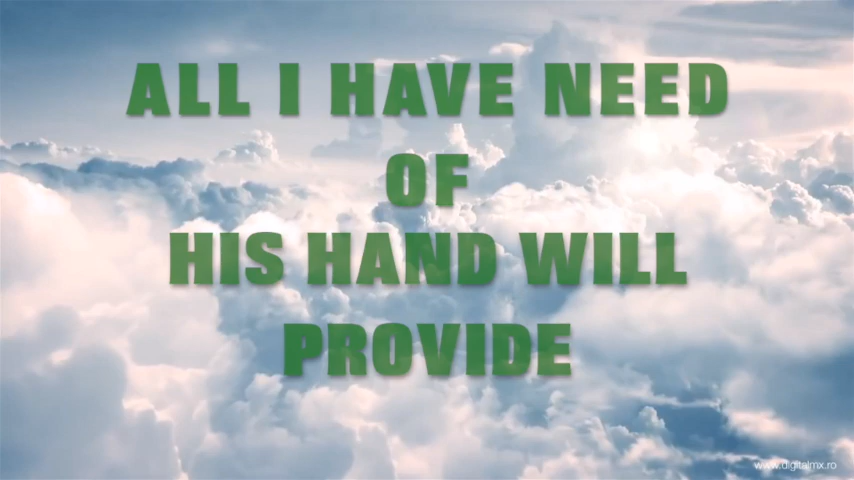 ALL I HAVE NEED
OF
HIS HAND WILL
PROVIDE
www.digitalmx.ro